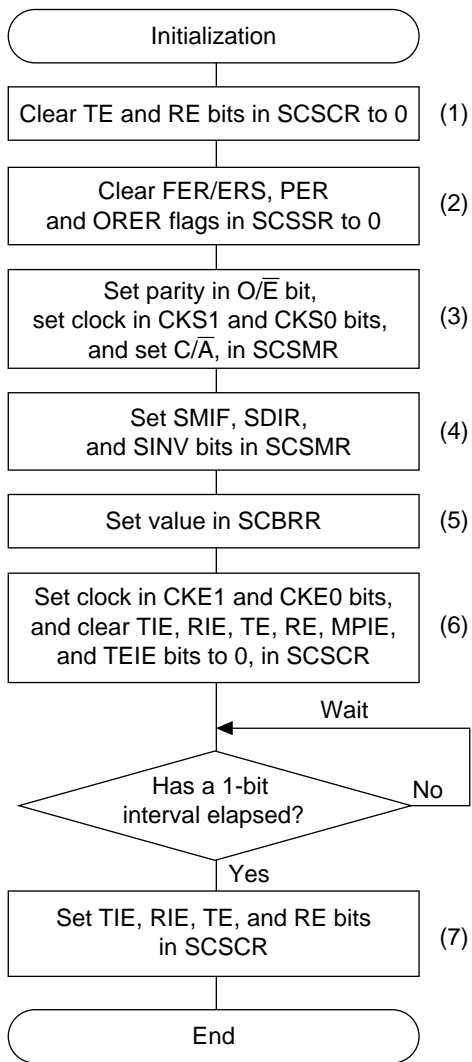 Initialization
Clear TE and RE bits in SCSCR to 0
(1)
Clear FER/ERS, PER
and ORER flags in SCSSR to 0
(2)
Set parity in O/E̅ bit,
set clock in CKS1 and CKS0 bits,
and set C/A̅, in SCSMR
(3)
Set SMIF, SDIR,
and SINV bits in SCSMR
(4)
Set value in SCBRR
(5)
Set clock in CKE1 and CKE0 bits,
and clear TIE, RIE, TE, RE, MPIE,
and TEIE bits to 0, in SCSCR
(6)
Wait
Has a 1-bit
interval elapsed?
No
Yes
Set TIE, RIE, TE, and RE bits
in SCSCR
(7)
End